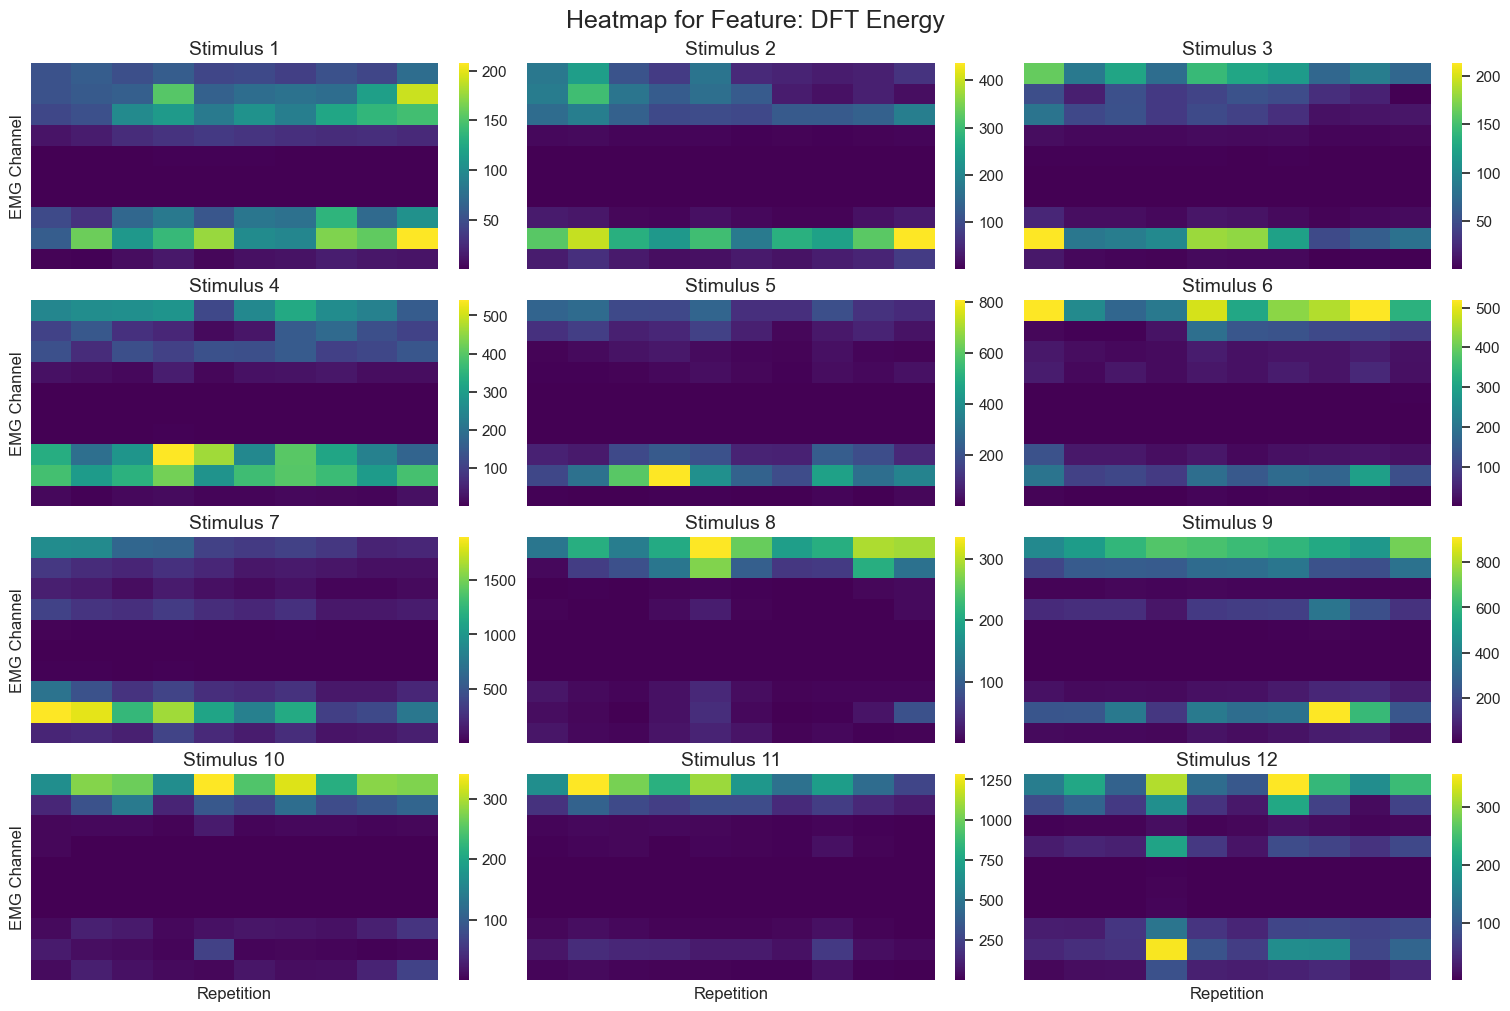 Heatmap for Feature: DFT Energy
Stimulus 1
Stimulus 2
Stimulus 3
EMG Channel
200
150
100
50
400
300
200
100
200
150
100
50
Stimulus 4
Stimulus 5
Stimulus 6
EMG Channel
500
400
300
200
100
800
600
400
200
500
400
300
200
100
Stimulus 7
Stimulus 8
Stimulus 9
EMG Channel
1500
1000
500
300
200
100
800
600
400
200
Stimulus 10
Stimulus 11
Stimulus 12
EMG Channel
300
200
100
1250
1000
750
500
250
300
200
100
Repetition
Repetition
Repetition